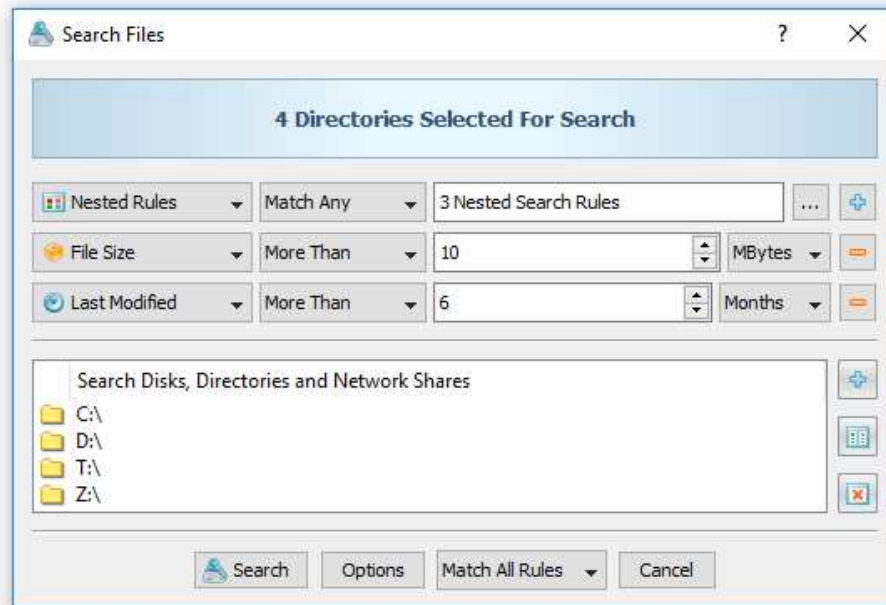 Search Files ?
4 Directories Selected For Search
Nested Rules Match Any 3 Nested Search Rules ...
File Size More Than 10 MBytes
Last Modified More Than 6 Months
Search Disks, Directories and Network Shares
C:\
D:\
T:\
Z:\
Search Options Match All Rules Cancel